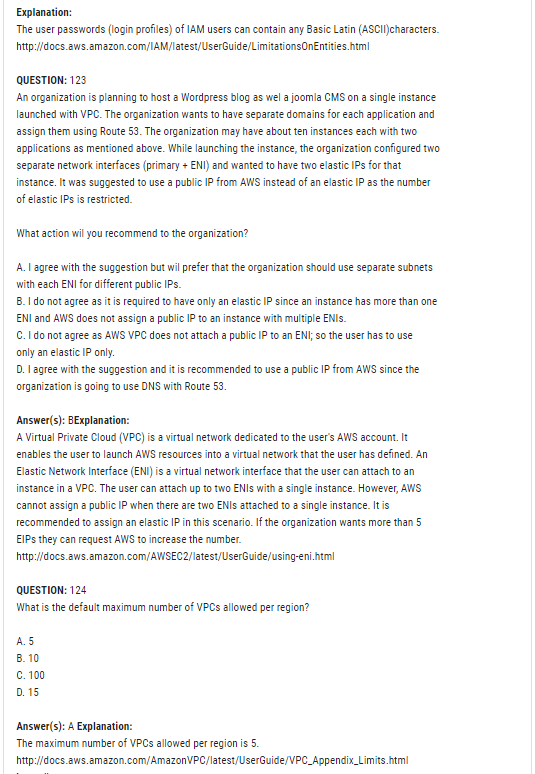 Explanation:
The user passwords (login profiles) of IAM users can contain any Basic Latin (ASCII)characters.
http://docs.aws.amazon.com/IAM/latest/UserGuide/LimitationsOnEntities.html
QUESTION: 123
An organization is planning to host a Wordpress blog as wel a joomla CMS on a single instance
launched with VPC. The organization wants to have separate domains for each application and
assign them using Route 53. The organization may have about ten instances each with two
applications as mentioned above. While launching the instance, the organization configured two
separate network interfaces (primary + ENI) and wanted to have two elastic IPs for that
instance. It was suggested to use a public IP from AWS instead of an elastic IP as the number
of elastic IPs is restricted.
What action wil you recommend to the organization?
A. I agree with the suggestion but wil prefer that the organization should use separate subnets
with each ENI for different public IPs.
B. I do not agree as it is required to have only an elastic IP since an instance has more than one
ENI and AWS does not assign a public IP to an instance with multiple ENIs.
C. I do not agree as AWS VPC does not attach a public IP to an ENI; so the user has to use
only an elastic IP only.
D. I agree with the suggestion and it is recommended to use a public IP from AWS since the
organization is going to use DNS with Route 53.
Answer(s): BExplanation:
A Virtual Private Cloud (VPC) is a virtual network dedicated to the user's AWS account. It
enables the user to launch AWS resources into a virtual network that the user has defined. An
Elastic Network Interface (ENI) is a virtual network interface that the user can attach to an
instance in a VPC. The user can attach up to two ENIs with a single instance. However, AWS
cannot assign a public IP when there are two ENIs attached to a single instance. It is
recommended to assign an elastic IP in this scenario. If the organization wants more than 5
EIPs they can request AWS to increase the number.
http://docs.aws.amazon.com/AWSEC2/latest/UserGuide/using-eni.html
QUESTION: 124
What is the default maximum number of VPCs allowed per region?
A. 5
B. 10
C. 100
D. 15
Answer(s): A Explanation:
The maximum number of VPCs allowed per region is 5.
http://docs.aws.amazon.com/AmazonVPC/latest/UserGuide/VPC_Appendix_Limits.html